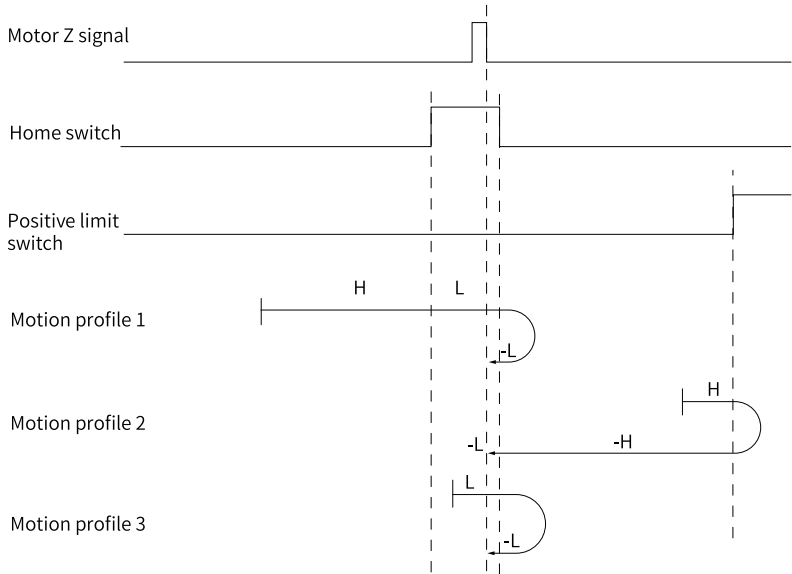 Motor Z signal
Home switch
Positive limit
switch
H L
Motion profile 1
-L
H
Motion profile 2
-L -H
L
Motion profile 3
-L